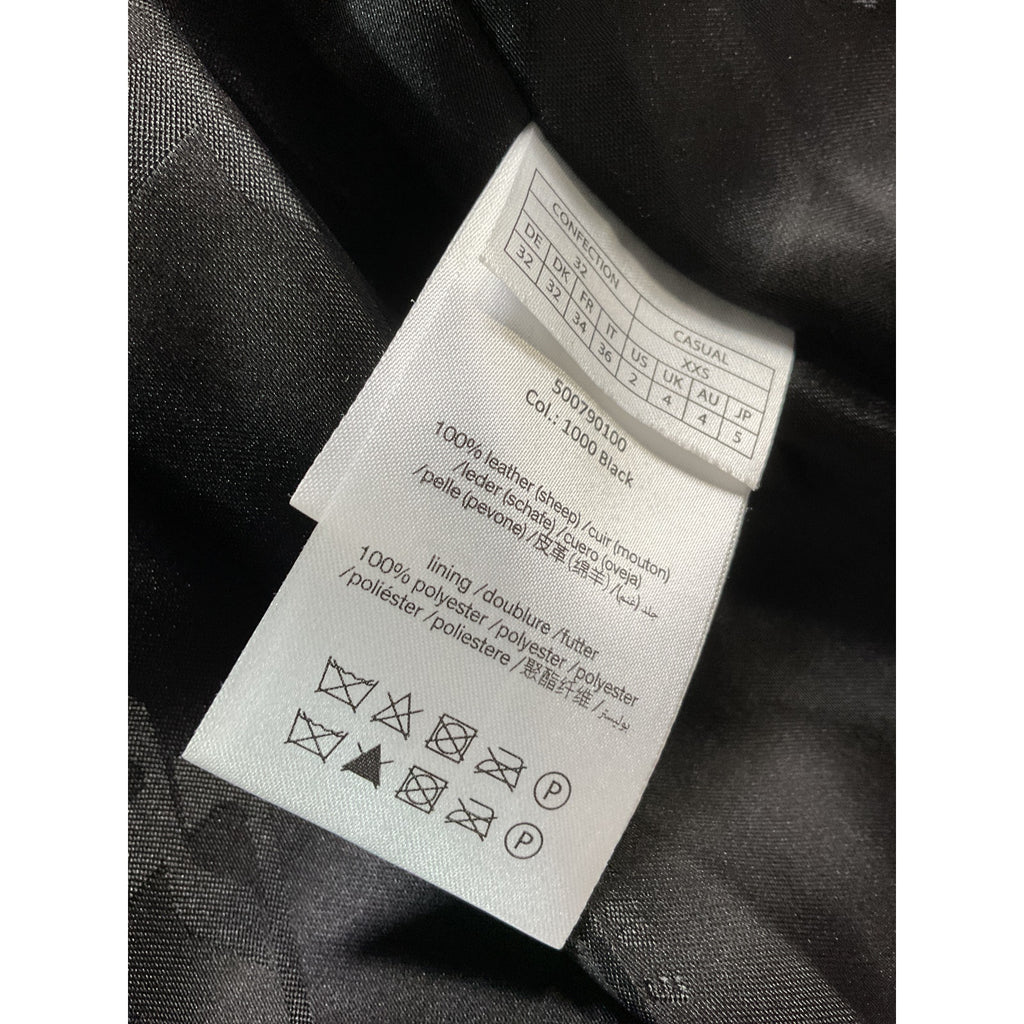 CONFECTION CASUAL
32 XXS
DE DK FR IT US UK AU JP
32 32 34 36 2 4 4 5
500790100
Col.: 1000 Black
100% leather (sheep) /cuir (mouton)
/leder (schafe) /cuero (oveja)
/pelle (pevone) /皮革 (绵羊) /جلد (غنم)
lining /doublure /futter
100% polyester /polyester /polyester
/poliéster /poliestere /聚酯纤维 /بوليستر
P
P